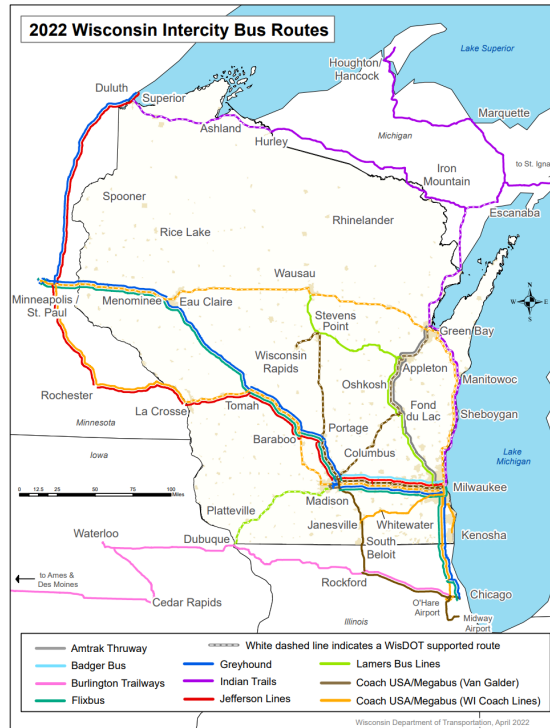 2022 Wisconsin Intercity Bus Routes
Lake Superior
Houghton/
Hancock
Duluth
Superior
Marquette
Ashland
Michigan
Hurley
to St. Igna
Iron
Mountain
Spooner
Escanaba
Rhinelander
Rice Lake
Wausau
Minneapolis /
St. Paul
Menominee
Eau Claire
N
W
E
S
Stevens
Point
Green Bay
Wisconsin
Rapids
Appleton
Oshkosh
Manitowoc
Rochester
Fond
du Lac
Sheboygan
La Crosse
Tomah
Minnesota
Portage
Baraboo
Iowa
Columbus
Lake
Michigan
0 12.5 25 50 75 100
Miles
Madison
Milwaukee
Platteville
Janesville
Whitewater
Waterloo
Dubuque
South
Beloit
Kenosha
to Ames &
Des Moines
Rockford
Chicago
Cedar Rapids
O'Hare
Airport
Midway
Airport
Illinois
Amtrak Thruway
White dashed line indicates a WisDOT supported route
Badger Bus
Greyhound
Lamers Bus Lines
Burlington Trailways
Indian Trails
Coach USA/Megabus (Van Galder)
Flixbus
Jefferson Lines
Coach USA/Megabus (WI Coach Lines)
Wisconsin Department of Transportation, April 2022